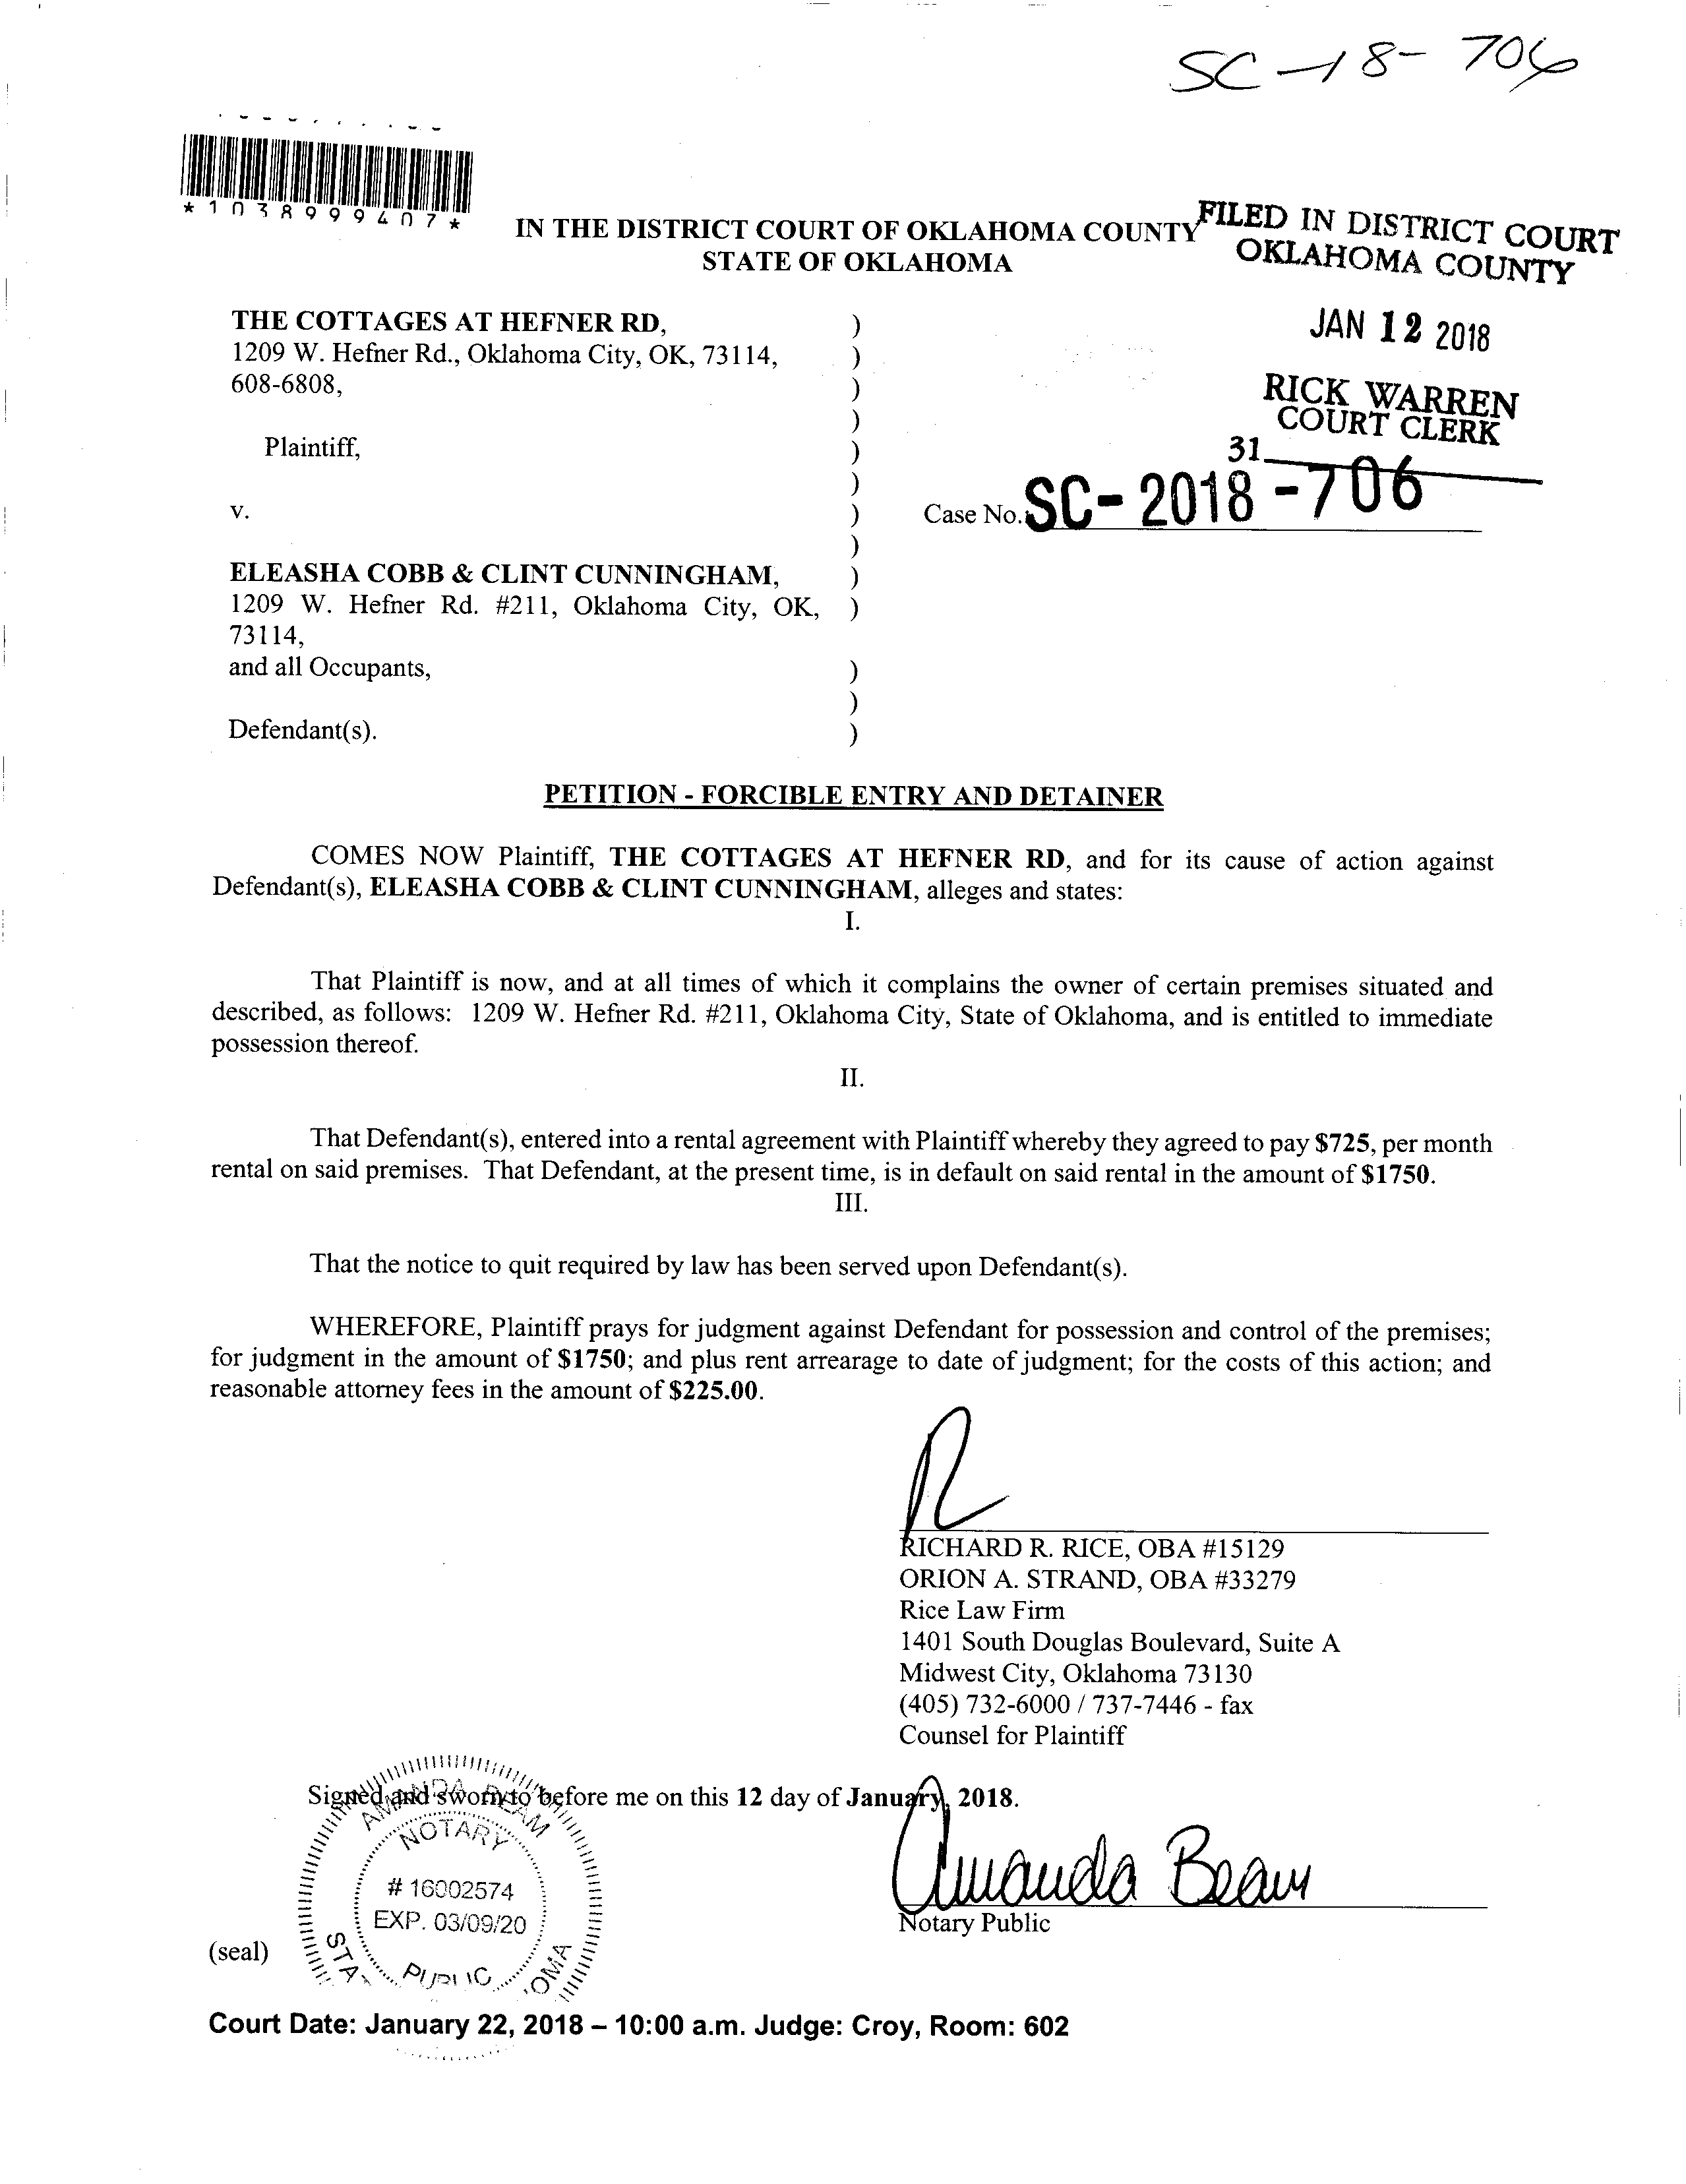 SC-18-706
*1038999407*
IN THE DISTRICT COURT OF OKLAHOMA COUNTY
STATE OF OKLAHOMA
FILED IN DISTRICT COURT
OKLAHOMA COUNTY
JAN 12 2018
RICK WARREN
COURT CLERK
31
THE COTTAGES AT HEFNER RD, )
1209 W. Hefner Rd., Oklahoma City, OK, 73114, )
608-6808, )
)
Plaintiff, )
)
v. )
Case No. SC-2018-706
)
ELEASHA COBB & CLINT CUNNINGHAM, )
1209 W. Hefner Rd. #211, Oklahoma City, OK, )
73114,
and all Occupants, )
)
Defendant(s). )
PETITION - FORCIBLE ENTRY AND DETAINER
COMES NOW Plaintiff, THE COTTAGES AT HEFNER RD, and for its cause of action against
Defendant(s), ELEASHA COBB & CLINT CUNNINGHAM, alleges and states:
I.
That Plaintiff is now, and at all times of which it complains the owner of certain premises situated and
described, as follows: 1209 W. Hefner Rd. #211, Oklahoma City, State of Oklahoma, and is entitled to immediate
possession thereof.
II.
That Defendant(s), entered into a rental agreement with Plaintiff whereby they agreed to pay $725, per month
rental on said premises. That Defendant, at the present time, is in default on said rental in the amount of $1750.
III.
That the notice to quit required by law has been served upon Defendant(s).
WHEREFORE, Plaintiff prays for judgment against Defendant for possession and control of the premises;
for judgment in the amount of $1750; and plus rent arrearage to date of judgment; for the costs of this action; and
reasonable attorney fees in the amount of $225.00.
RICHARD R. RICE, OBA #15129
ORION A. STRAND, OBA #33279
Rice Law Firm
1401 South Douglas Boulevard, Suite A
Midwest City, Oklahoma 73130
(405) 732-6000 / 737-7446 - fax
Counsel for Plaintiff
Signed and sworn to before me on this 12 day of January, 2018.
Amanda Beam
Notary Public
AMANDA BEAM
NOTARY
# 16002574
EXP. 03/09/20
PUBLIC
(seal)
Court Date: January 22, 2018 – 10:00 a.m. Judge: Croy, Room: 602